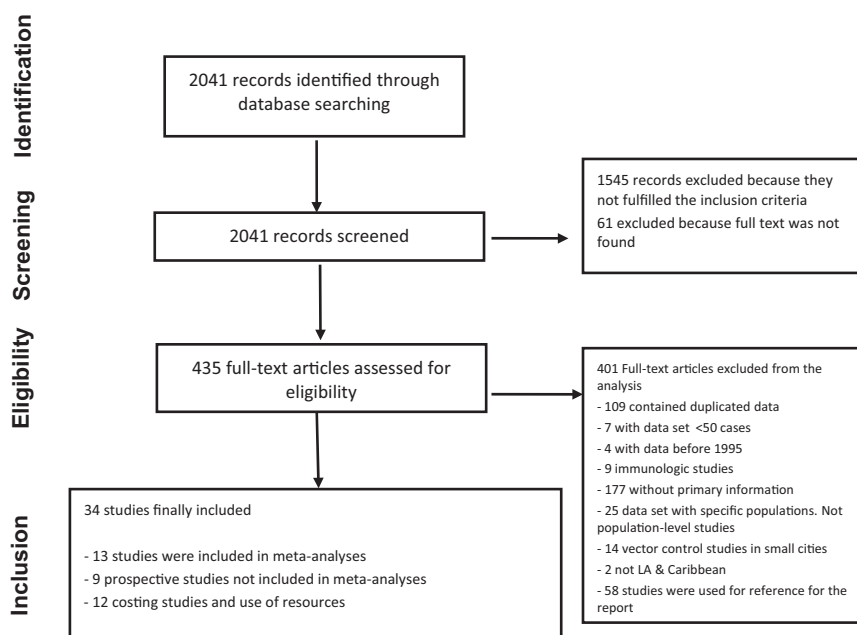 Identification
2041 records identified through
database searching
Screening
2041 records screened
1545 records excluded because they
not fulfilled the inclusion criteria
61 excluded because full text was not
found
Eligibility
435 full-text articles assessed for
eligibility
401 Full-text articles excluded from the
analysis
- 109 contained duplicated data
- 7 with data set <50 cases
- 4 with data before 1995
- 9 immunologic studies
- 177 without primary information
- 25 data set with specific populations. Not
population-level studies
- 14 vector control studies in small cities
- 2 not LA & Caribbean
- 58 studies were used for reference for the
report
Inclusion
34 studies finally included
- 13 studies were included in meta-analyses
- 9 prospective studies not included in meta-analyses
- 12 costing studies and use of resources